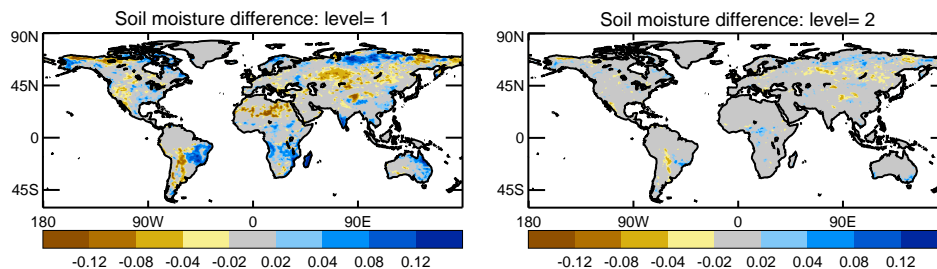 Soil moisture difference: level= 1
90N
45N
0
45S
180 90W 0 90E
-0.12 -0.08 -0.04 -0.02 0.02 0.04 0.08 0.12
Soil moisture difference: level= 2
90N
45N
0
45S
180 90W 0 90E
-0.12 -0.08 -0.04 -0.02 0.02 0.04 0.08 0.12